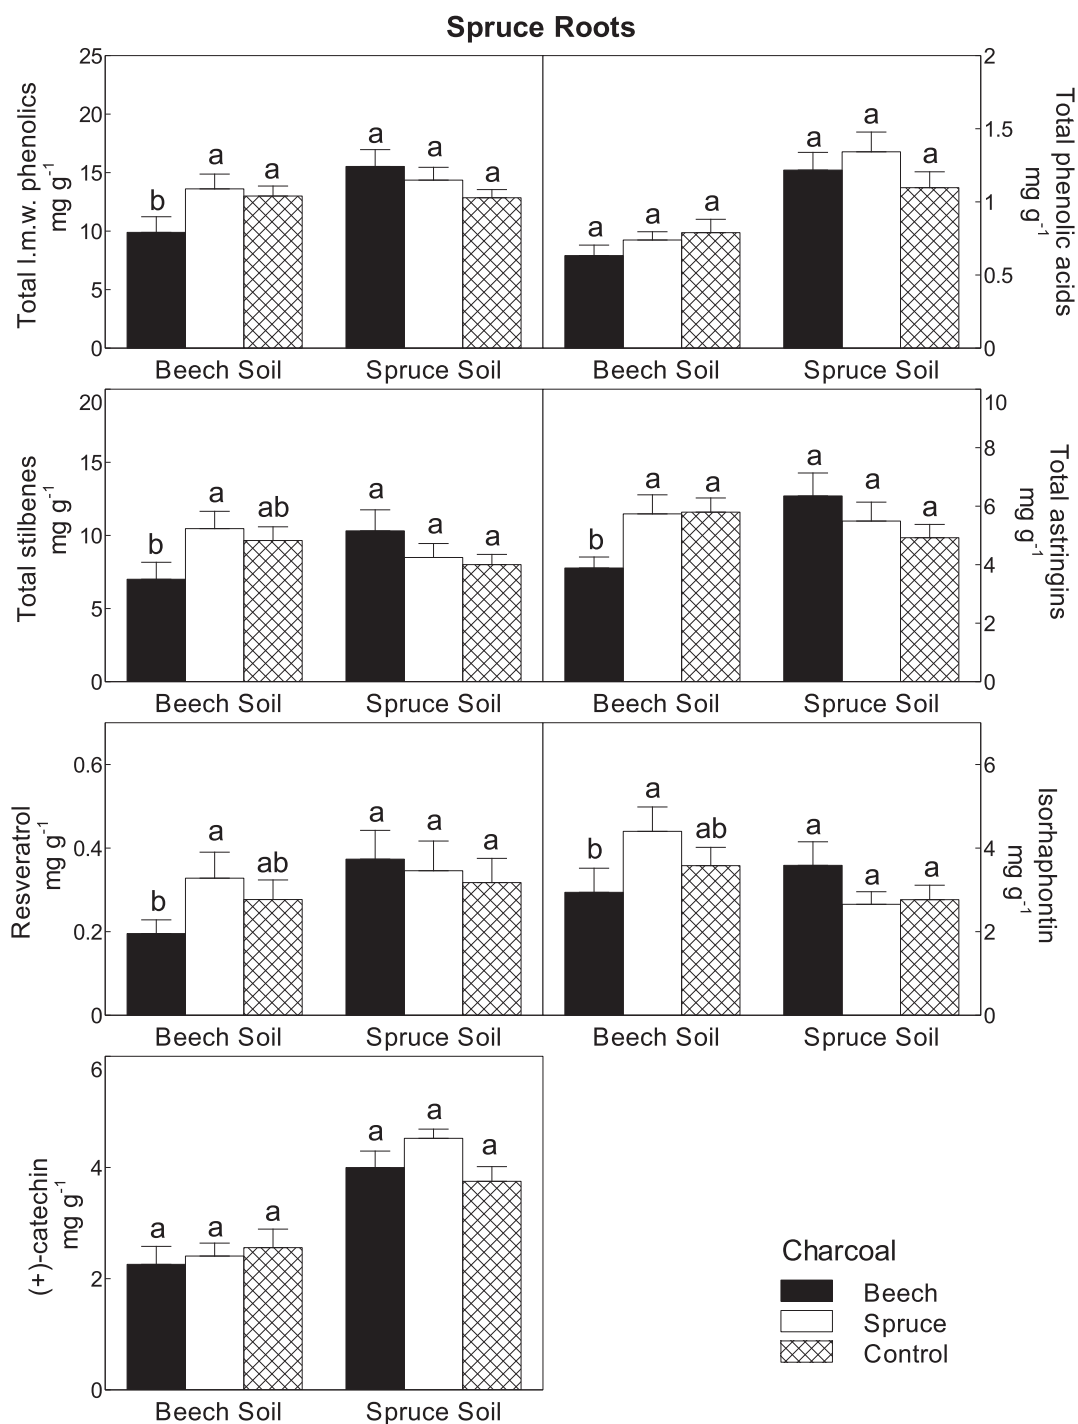 Spruce Roots
Total l.m.w. phenolics
mg g⁻¹
25
20
15
10
5
0
b
a
a
a
a
a
Beech Soil
Spruce Soil
a
a
a
a
a
a
Beech Soil
Spruce Soil
2
1.5
1
0.5
0
Total phenolic acids
mg g⁻¹
Total stilbenes
mg g⁻¹
20
15
10
5
0
b
a
ab
a
a
a
Beech Soil
Spruce Soil
b
a
a
a
a
a
Beech Soil
Spruce Soil
10
8
6
4
2
0
Total astringins
mg g⁻¹
Resveratrol
mg g⁻¹
0.6
0.4
0.2
0
b
a
ab
a
a
a
Beech Soil
Spruce Soil
b
a
ab
a
a
a
Beech Soil
Spruce Soil
6
4
2
0
Isorhaphontin
mg g⁻¹
(+)-catechin
mg g⁻¹
6
4
2
0
a
a
a
a
a
a
Beech Soil
Spruce Soil
Charcoal
Beech
Spruce
Control